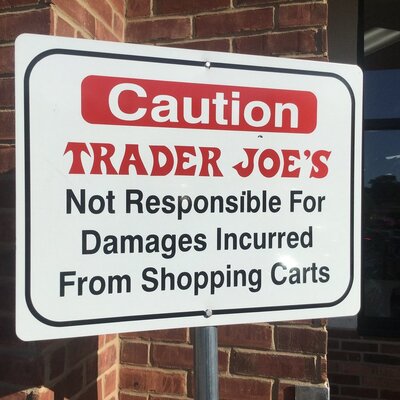 Caution
TRADER JOE'S
Not Responsible For
Damages Incurred
From Shopping Carts